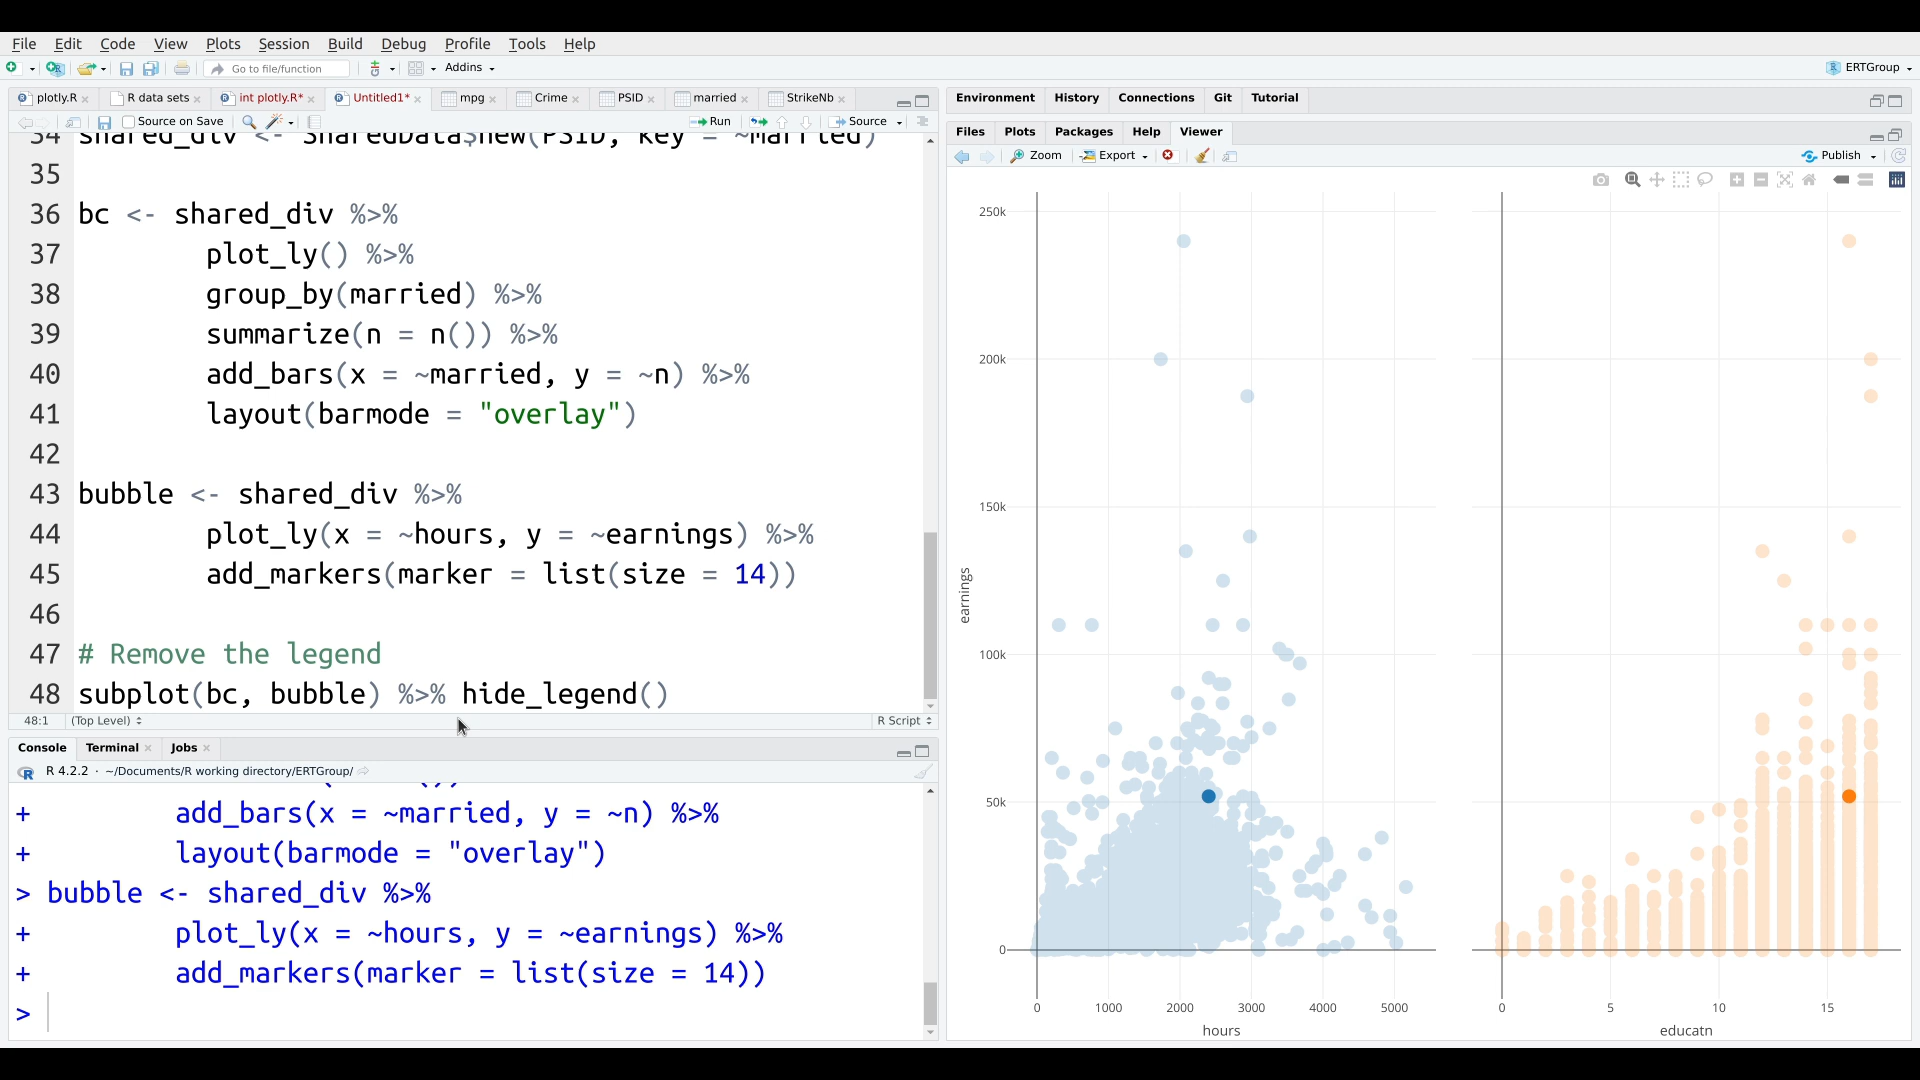 File Edit Code View Plots Session Build Debug Profile Tools Help
Go to file/function Addins ERTGroup
plotly.R R data sets int plotly.R* Untitled1* mpg Crime PSID married StrikeNb
Source on Save Run Source
34 shared_div <- SharedData$new(PSID, key = ~married)
35
36 bc <- shared_div %>%
37 plot_ly() %>%
38 group_by(married) %>%
39 summarize(n = n()) %>%
40 add_bars(x = ~married, y = ~n) %>%
41 layout(barmode = "overlay")
42
43 bubble <- shared_div %>%
44 plot_ly(x = ~hours, y = ~earnings) %>%
45 add_markers(marker = list(size = 14))
46
47 # Remove the legend
48 subplot(bc, bubble) %>% hide_legend()
48:1 (Top Level) R Script
Console Terminal Jobs
R 4.2.2 · ~/Documents/R working directory/ERTGroup/
+ add_bars(x = ~married, y = ~n) %>%
+ layout(barmode = "overlay")
> bubble <- shared_div %>%
+ plot_ly(x = ~hours, y = ~earnings) %>%
+ add_markers(marker = list(size = 14))
>
Environment History Connections Git Tutorial
Files Plots Packages Help Viewer
Zoom Export Publish
250k
200k
150k
100k
50k
0
earnings
0 1000 2000 3000 4000 5000
hours
0 5 10 15
educatn